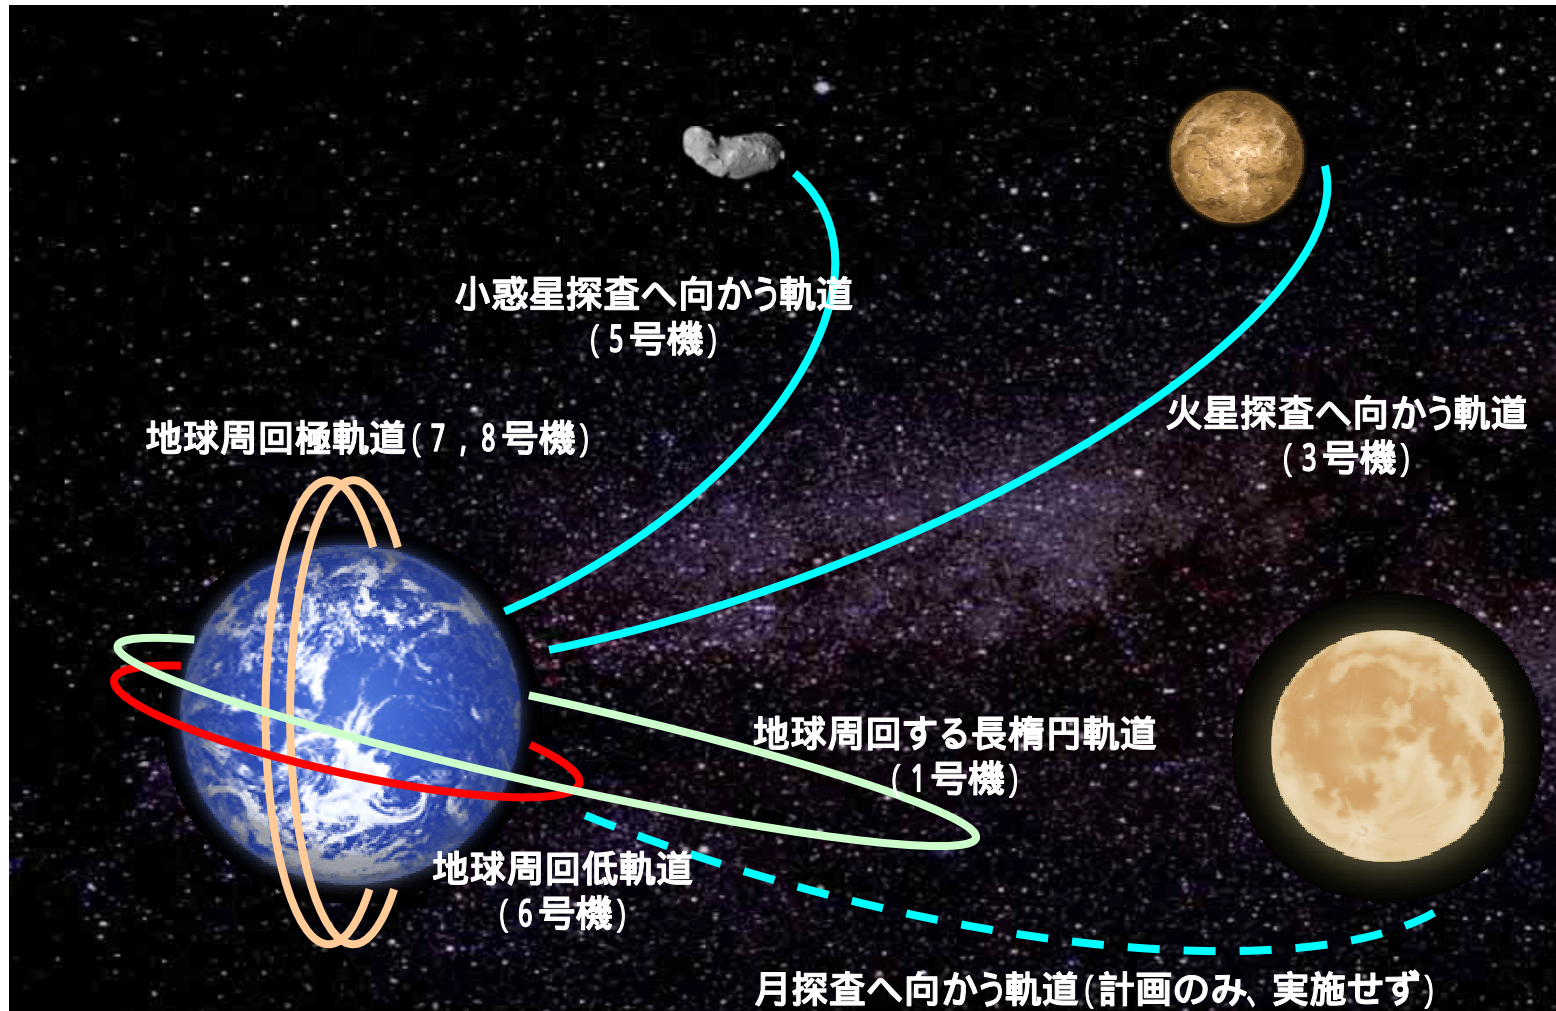 小惑星探査へ向かう軌道
(5号機)
火星探査へ向かう軌道
(3号機)
地球周回極軌道(7,8号機)
地球周回する長楕円軌道
(1号機)
地球周回低軌道
(6号機)
月探査へ向かう軌道(計画のみ、実施せず)